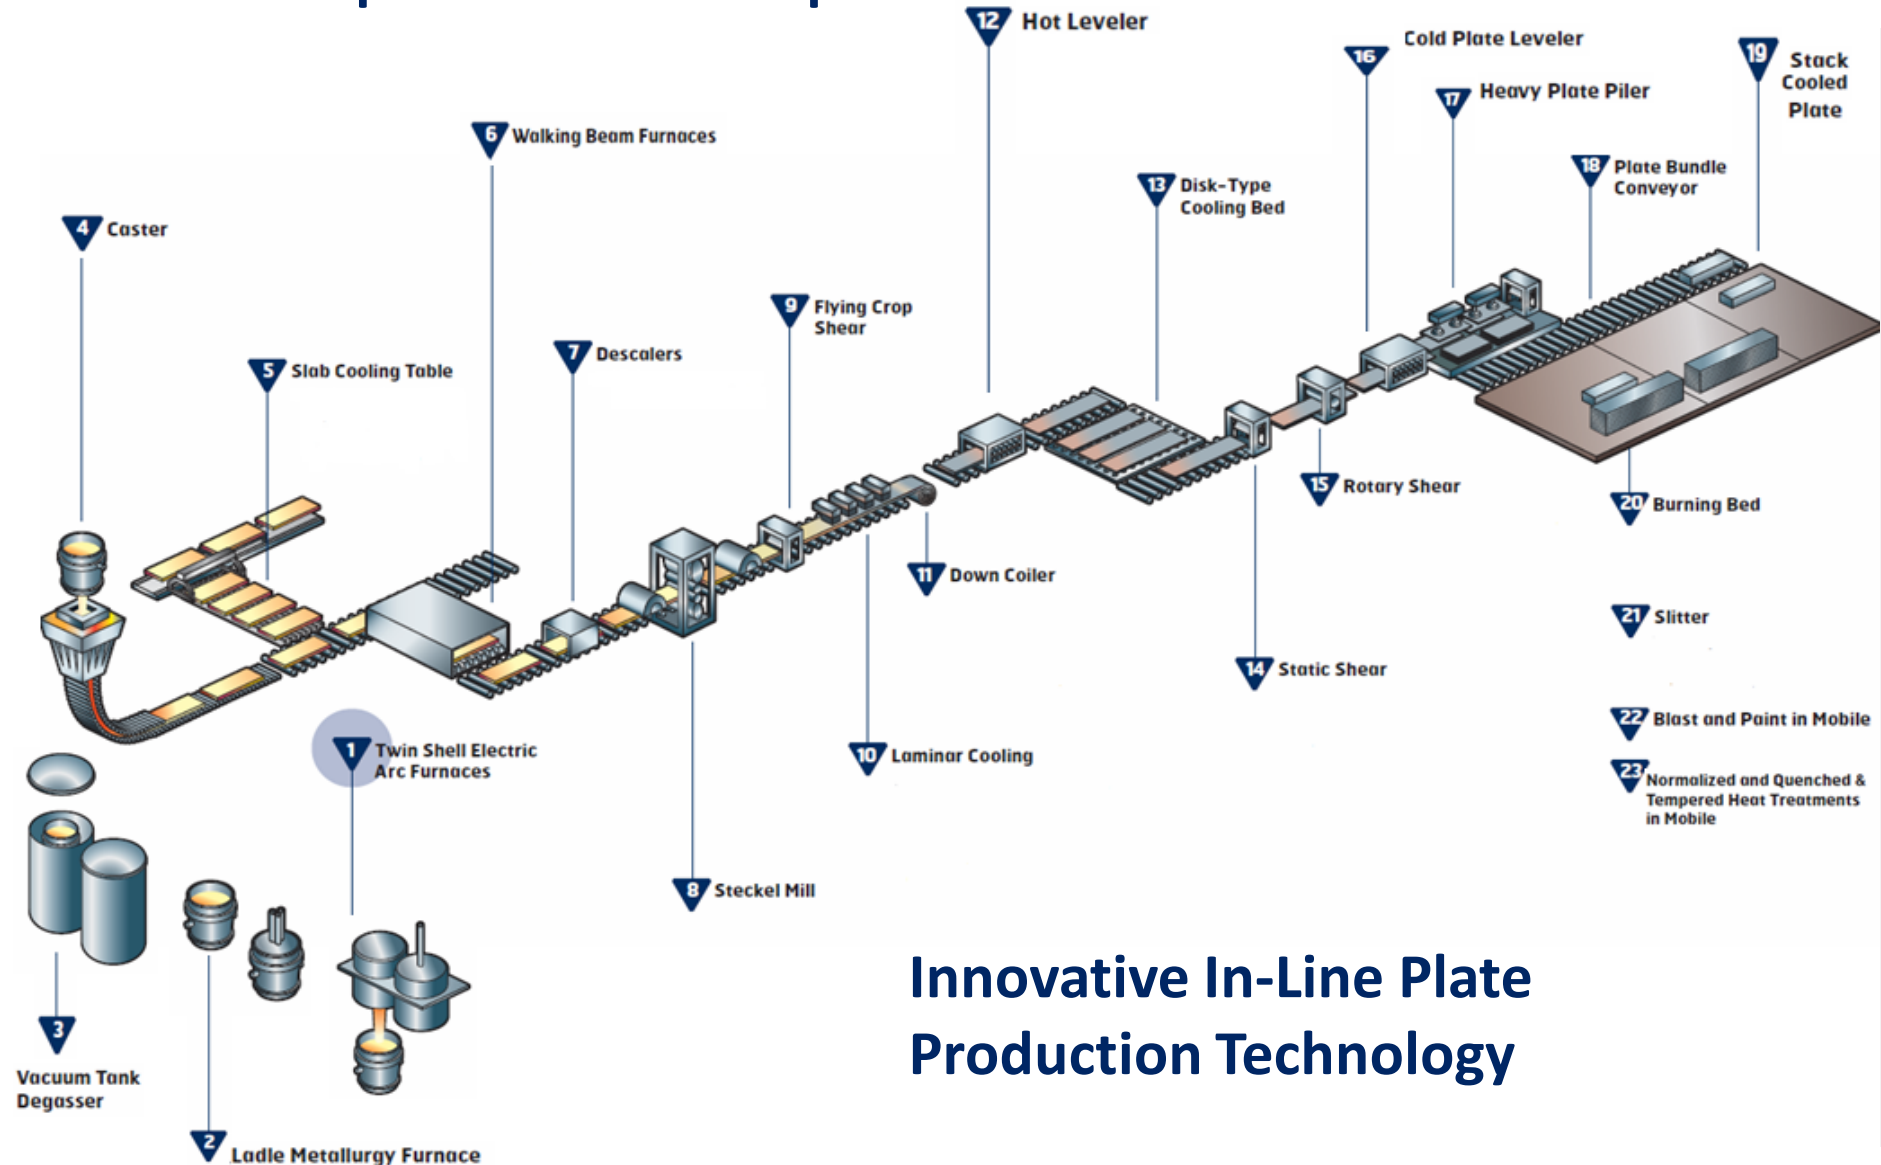 12 Hot Leveler
16 Cold Plate Leveler
19 Stack
Cooled
Plate
17 Heavy Plate Piler
6 Walking Beam Furnaces
18 Plate Bundle
Conveyor
13 Disk-Type
Cooling Bed
4 Caster
9 Flying Crop
Shear
7 Descalers
5 Slab Cooling Table
15 Rotary Shear
20 Burning Bed
11 Down Coiler
21 Slitter
14 Static Shear
22 Blast and Paint in Mobile
1 Twin Shell Electric
Arc Furnaces
10 Laminar Cooling
23 Normalized and Quenched &
Tempered Heat Treatments
in Mobile
8 Steckel Mill
Innovative In-Line Plate
Production Technology
3
Vacuum Tank
Degasser
2 Ladle Metallurgy Furnace